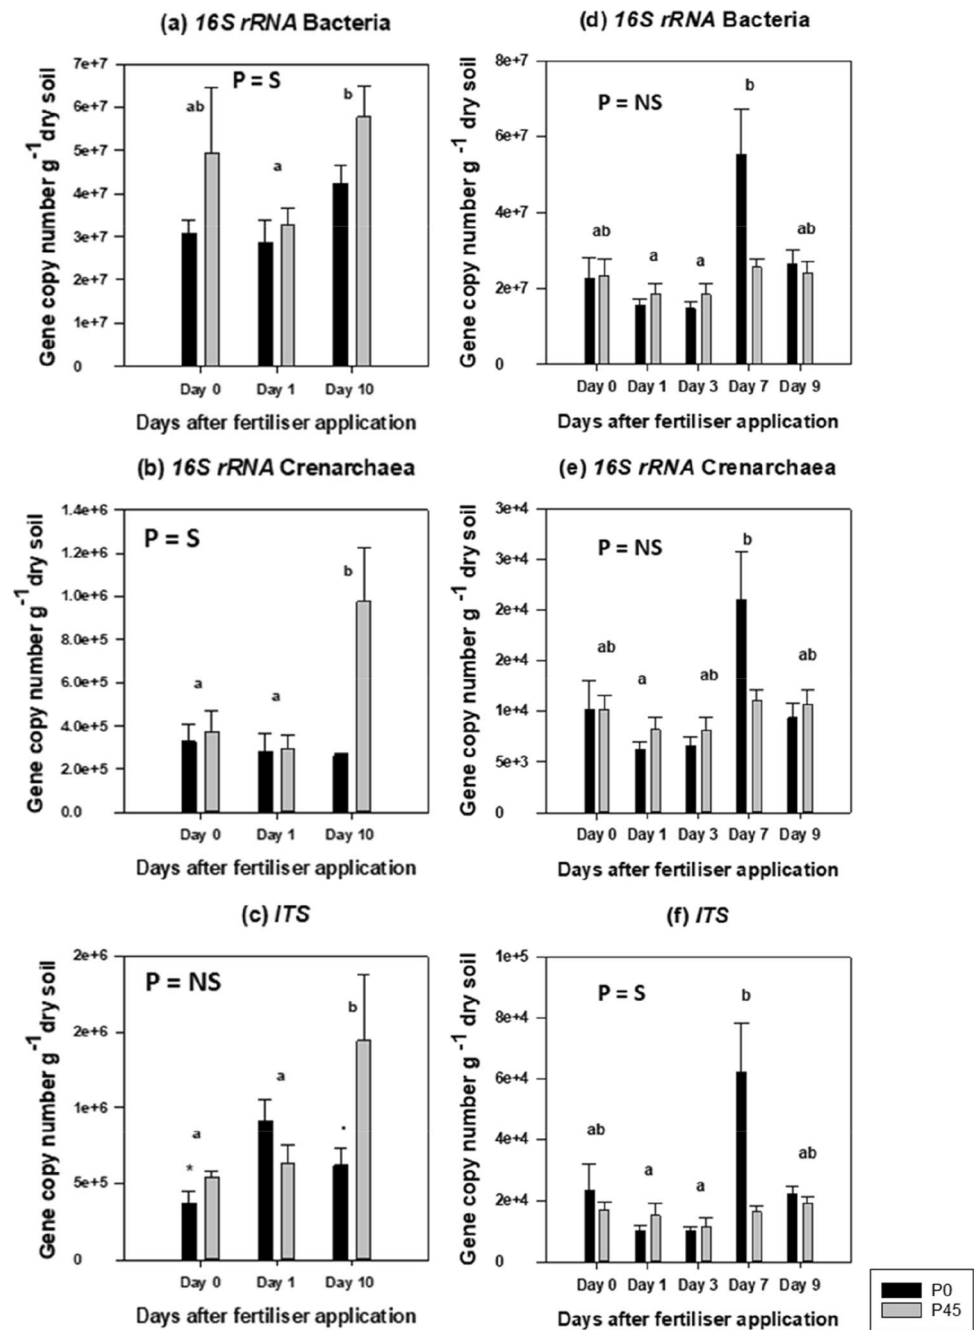 (a) 16S rRNA Bacteria
Gene copy number g⁻¹ dry soil
7e+7
6e+7
5e+7
4e+7
3e+7
2e+7
1e+7
0
P = S
ab
a
b
Day 0 Day 1 Day 10
Days after fertiliser application
(d) 16S rRNA Bacteria
Gene copy number g⁻¹ dry soil
8e+7
6e+7
4e+7
2e+7
0
P = NS
ab
a
a
b
ab
Day 0 Day 1 Day 3 Day 7 Day 9
Days after fertiliser application
(b) 16S rRNA Crenarchaea
Gene copy number g⁻¹ dry soil
1.4e+6
1.2e+6
1.0e+6
8.0e+5
6.0e+5
4.0e+5
2.0e+5
0.0
P = S
a
a
b
Day 0 Day 1 Day 10
Days after fertiliser application
(e) 16S rRNA Crenarchaea
Gene copy number g⁻¹ dry soil
3e+4
3e+4
2e+4
2e+4
1e+4
5e+3
0
P = NS
ab
a
ab
b
ab
Day 0 Day 1 Day 3 Day 7 Day 9
Days after fertiliser application
(c) ITS
Gene copy number g⁻¹ dry soil
2e+6
2e+6
1e+6
5e+5
0
P = NS
a
*
a
b
.
Day 0 Day 1 Day 10
Days after fertiliser application
(f) ITS
Gene copy number g⁻¹ dry soil
1e+5
8e+4
6e+4
4e+4
2e+4
0
P = S
ab
a
a
b
ab
Day 0 Day 1 Day 3 Day 7 Day 9
Days after fertiliser application
P0
P45